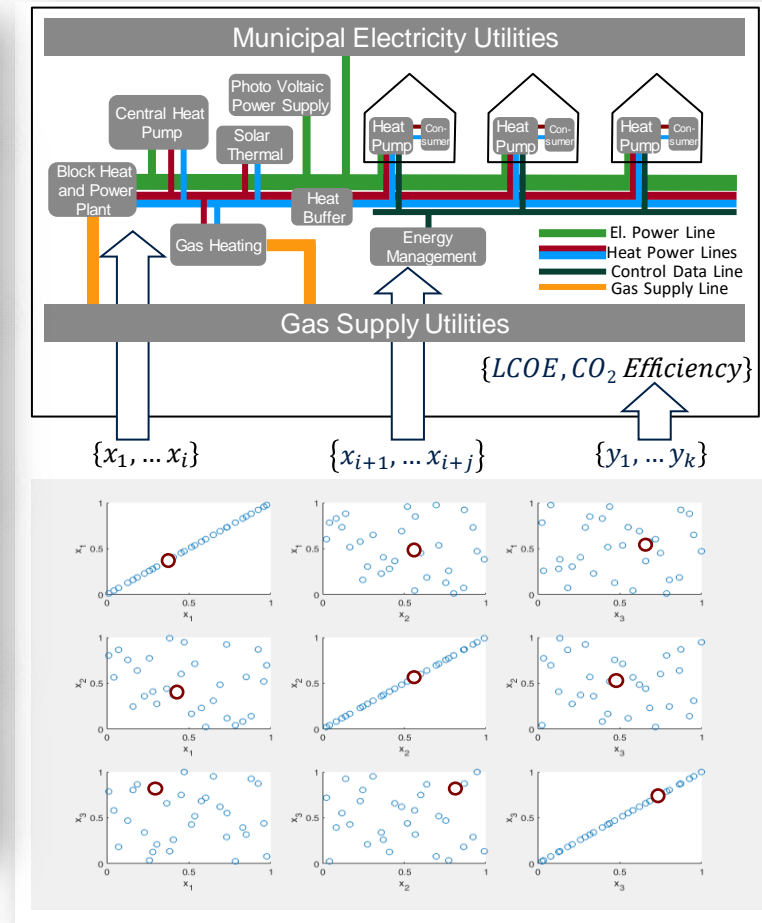 Municipal Electricity Utilities
Photo Voltaic
Power Supply
Central Heat
Pump
Solar
Thermal
Block Heat
and Power
Plant
Heat
Buffer
Gas Heating
Energy
Management
Heat
Pump
Con-
sumer
Heat
Pump
Con-
sumer
Heat
Pump
Con-
sumer
El. Power Line
Heat Power Lines
Control Data Line
Gas Supply Line
Gas Supply Utilities
{LCOE, CO₂ Efficiency}
{x₁, … xᵢ}
{xᵢ₊₁, … xᵢ₊ⱼ}
{y₁, … yₖ}
1
0.5
0
x₁
0 0.5 1
x₁
1
0.5
0
x₁
0 0.5 1
x₂
1
0.5
0
x₁
0 0.5 1
x₃
1
0.5
0
x₂
0 0.5 1
x₁
1
0.5
0
x₂
0 0.5 1
x₂
1
0.5
0
x₂
0 0.5 1
x₃
1
0.5
0
x₃
0 0.5 1
x₁
1
0.5
0
x₃
0 0.5 1
x₂
1
0.5
0
x₃
0 0.5 1
x₃